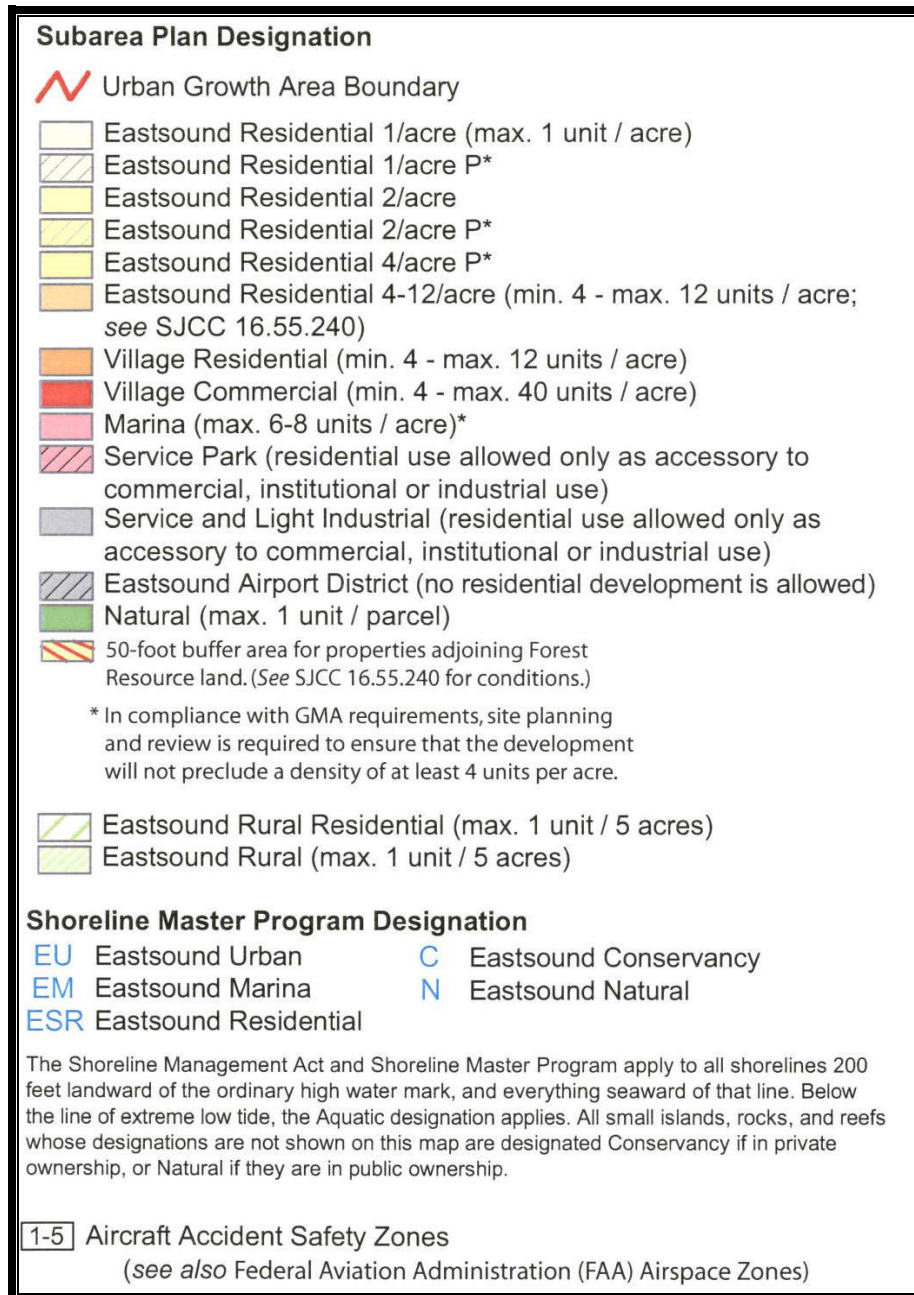 Subarea Plan Designation
Urban Growth Area Boundary
Eastsound Residential 1/acre (max. 1 unit / acre)
Eastsound Residential 1/acre P*
Eastsound Residential 2/acre
Eastsound Residential 2/acre P*
Eastsound Residential 4/acre P*
Eastsound Residential 4-12/acre (min. 4 - max. 12 units / acre;
see SJCC 16.55.240)
Village Residential (min. 4 - max. 12 units / acre)
Village Commercial (min. 4 - max. 40 units / acre)
Marina (max. 6-8 units / acre)*
Service Park (residential use allowed only as accessory to
commercial, institutional or industrial use)
Service and Light Industrial (residential use allowed only as
accessory to commercial, institutional or industrial use)
Eastsound Airport District (no residential development is allowed)
Natural (max. 1 unit / parcel)
50-foot buffer area for properties adjoining Forest
Resource land. (See SJCC 16.55.240 for conditions.)
* In compliance with GMA requirements, site planning
and review is required to ensure that the development
will not preclude a density of at least 4 units per acre.
Eastsound Rural Residential (max. 1 unit / 5 acres)
Eastsound Rural (max. 1 unit / 5 acres)
Shoreline Master Program Designation
EU Eastsound Urban
EM Eastsound Marina
ESR Eastsound Residential
C Eastsound Conservancy
N Eastsound Natural
The Shoreline Management Act and Shoreline Master Program apply to all shorelines 200
feet landward of the ordinary high water mark, and everything seaward of that line. Below
the line of extreme low tide, the Aquatic designation applies. All small islands, rocks, and reefs
whose designations are not shown on this map are designated Conservancy if in private
ownership, or Natural if they are in public ownership.
1-5 Aircraft Accident Safety Zones
(see also Federal Aviation Administration (FAA) Airspace Zones)